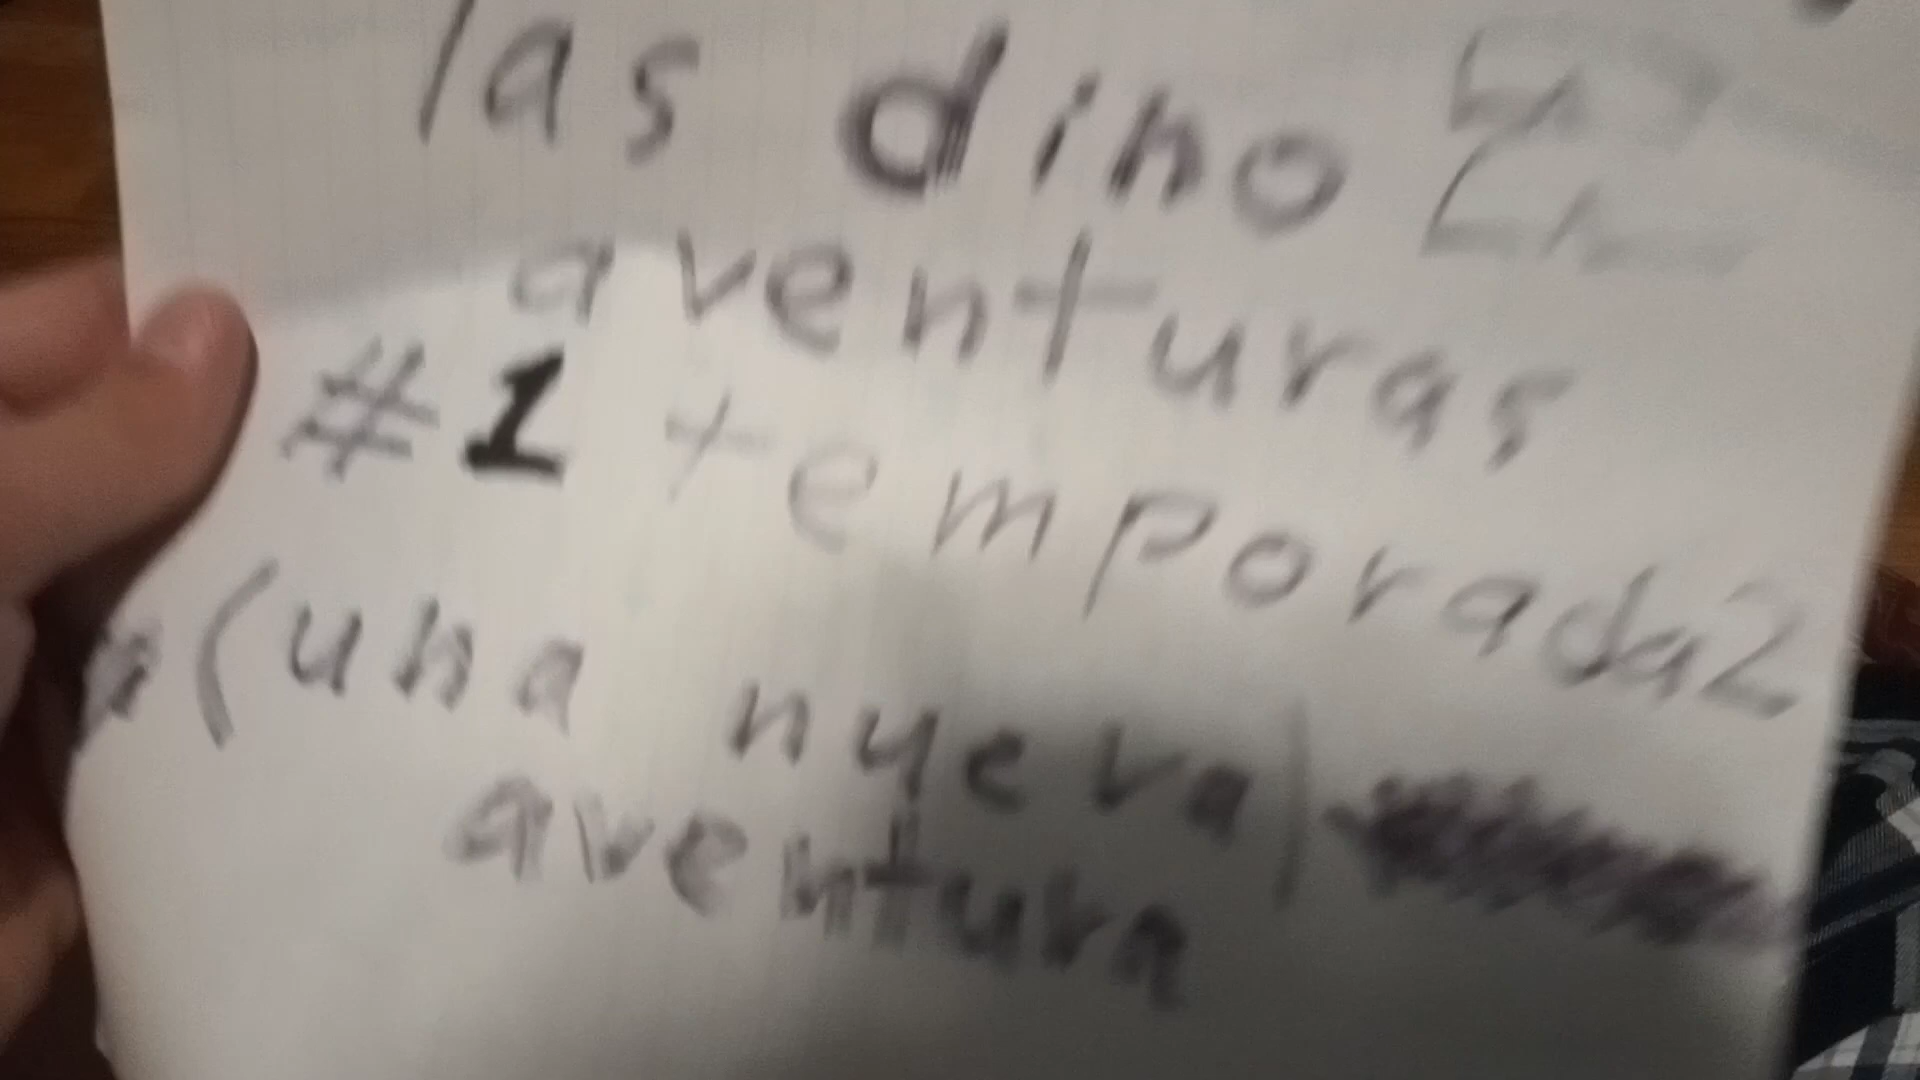 las dino
aventuras
#1 temporada2
(una nueva)
aventura